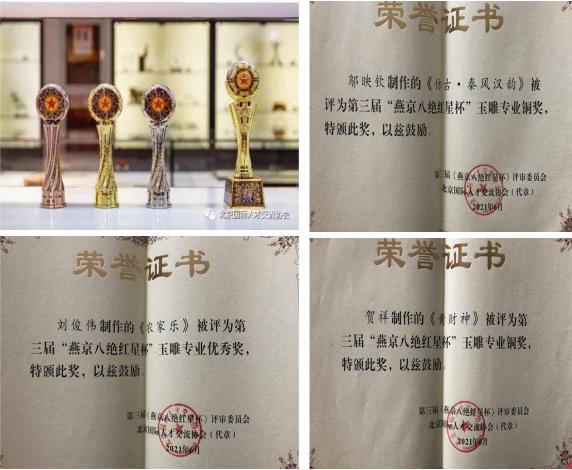 北京国际人才交流协会
荣誉证书
邬映钦制作的《仿古·秦风汉韵》被
评为第三届“燕京八绝红星杯”玉雕专业铜奖，
特颁此奖，以兹鼓励。
第三届《燕京八绝红星杯》评审委员会
北京国际人才交流协会（代章）
2021年6月
荣誉证书
刘俊伟制作的《农家乐》被评为第
三届“燕京八绝红星杯”玉雕专业优秀奖，
特颁此奖，以兹鼓励。
第三届《燕京八绝红星杯》评审委员会
北京国际人才交流协会（代章）
2021年6月
荣誉证书
贺祥制作的《黄财神》被评为第
三届“燕京八绝红星杯”玉雕专业铜奖，
特颁此奖，以兹鼓励。
第三届《燕京八绝红星杯》评审委员会
北京国际人才交流协会（代章）
2021年6月